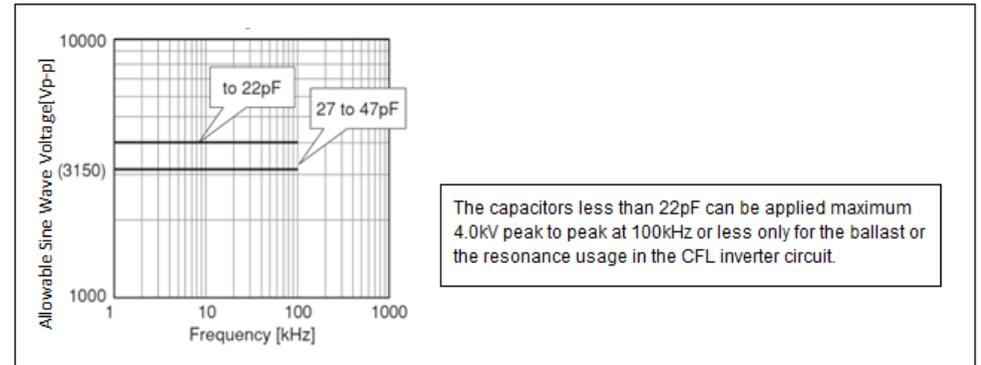 Allowable Sine Wave Voltage[Vp-p]
10000
to 22pF
27 to 47pF
(3150)
1000
1
10
100
1000
Frequency [kHz]
The capacitors less than 22pF can be applied maximum
4.0kV peak to peak at 100kHz or less only for the ballast or
the resonance usage in the CFL inverter circuit.